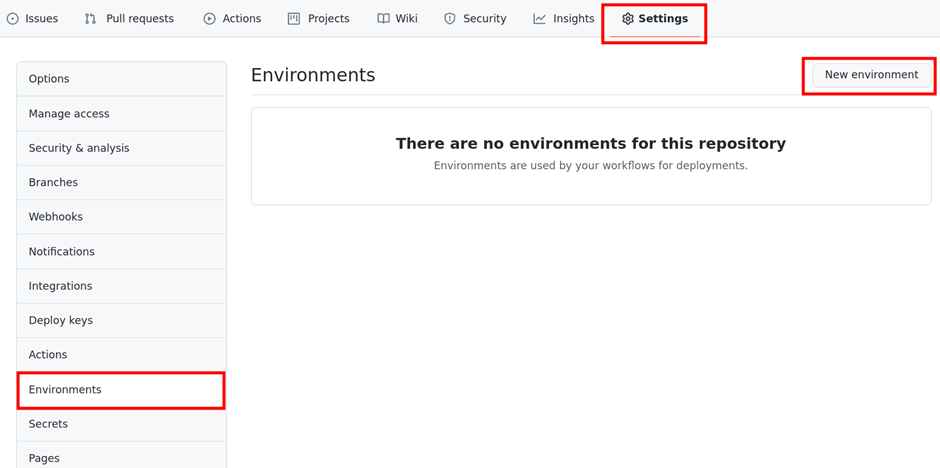 Issues Pull requests Actions Projects Wiki Security Insights Settings
Environments New environment
There are no environments for this repository
Environments are used by your workflows for deployments.
Options
Manage access
Security & analysis
Branches
Webhooks
Notifications
Integrations
Deploy keys
Actions
Environments
Secrets
Pages